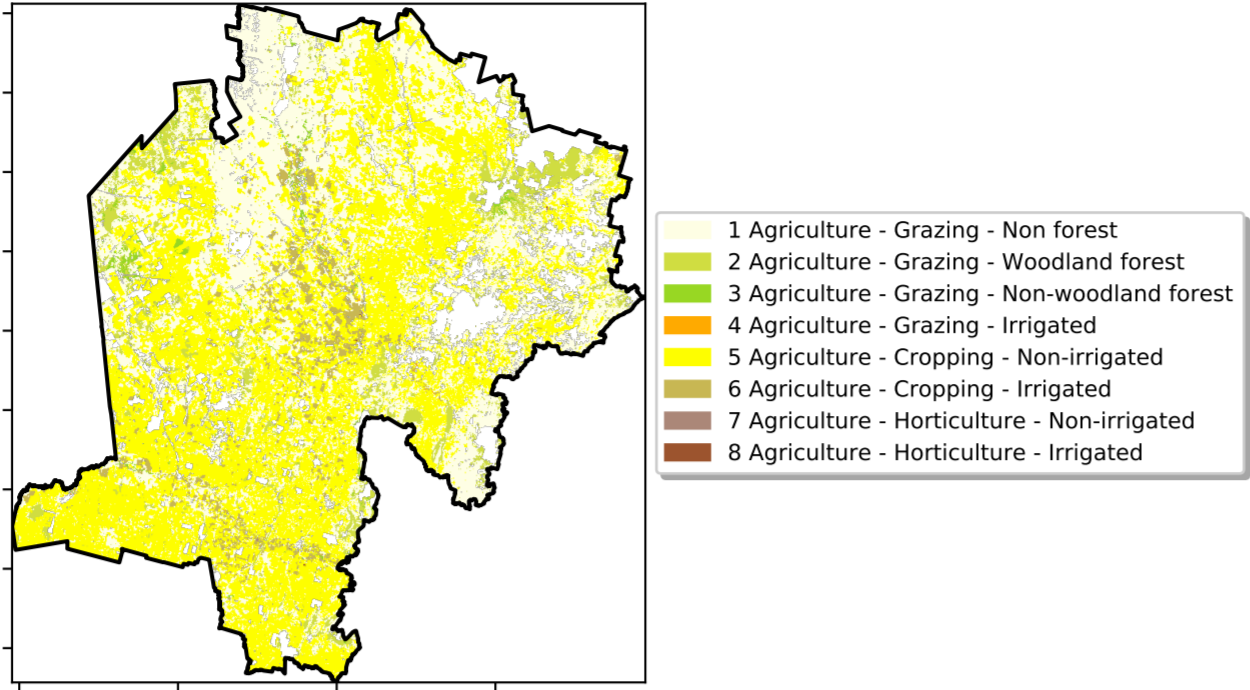 1 Agriculture - Grazing - Non forest
2 Agriculture - Grazing - Woodland forest
3 Agriculture - Grazing - Non-woodland forest
4 Agriculture - Grazing - Irrigated
5 Agriculture - Cropping - Non-irrigated
6 Agriculture - Cropping - Irrigated
7 Agriculture - Horticulture - Non-irrigated
8 Agriculture - Horticulture - Irrigated